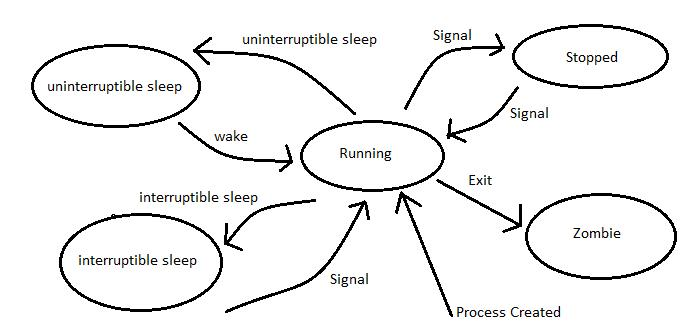 uninterruptible sleep
Signal
Stopped
uninterruptible sleep
Signal
wake
Running
Exit
interruptible sleep
Zombie
interruptible sleep
Signal
Process Created